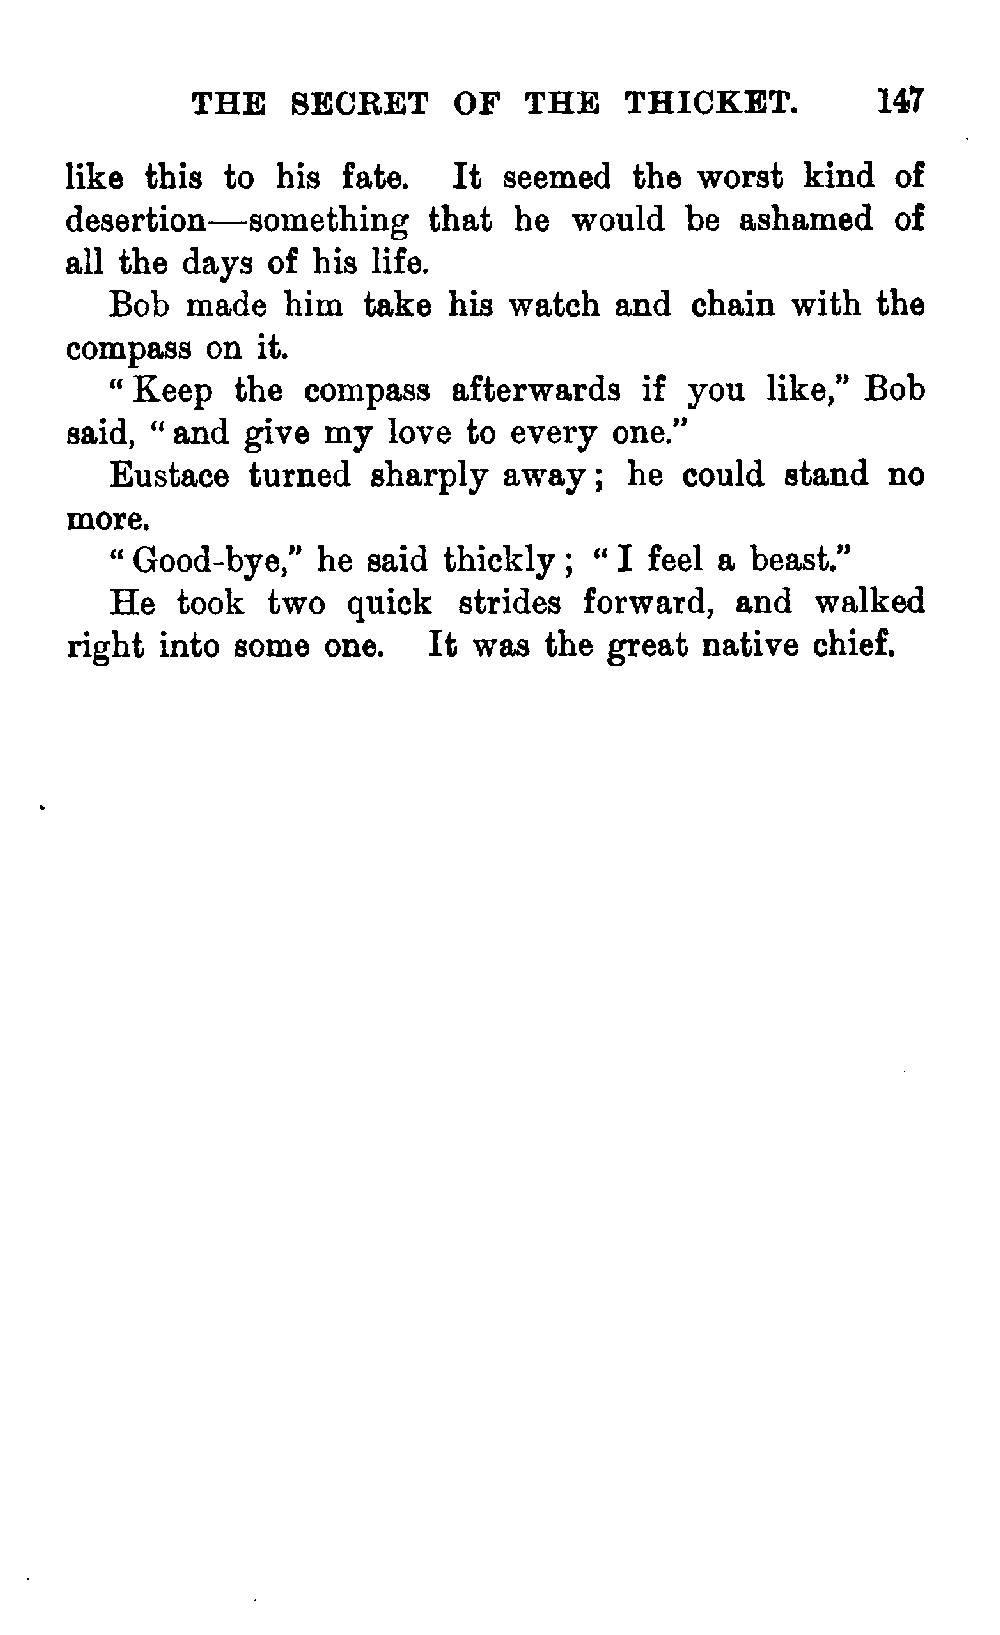 THE SECRET OF THE THICKET. 147
like this to his fate. It seemed the worst kind of
desertion—something that he would be ashamed of
all the days of his life.
Bob made him take his watch and chain with the
compass on it.
“Keep the compass afterwards if you like,” Bob
said, “and give my love to every one.”
Eustace turned sharply away; he could stand no
more.
“Good-bye,” he said thickly; “I feel a beast.”
He took two quick strides forward, and walked
right into some one. It was the great native chief.